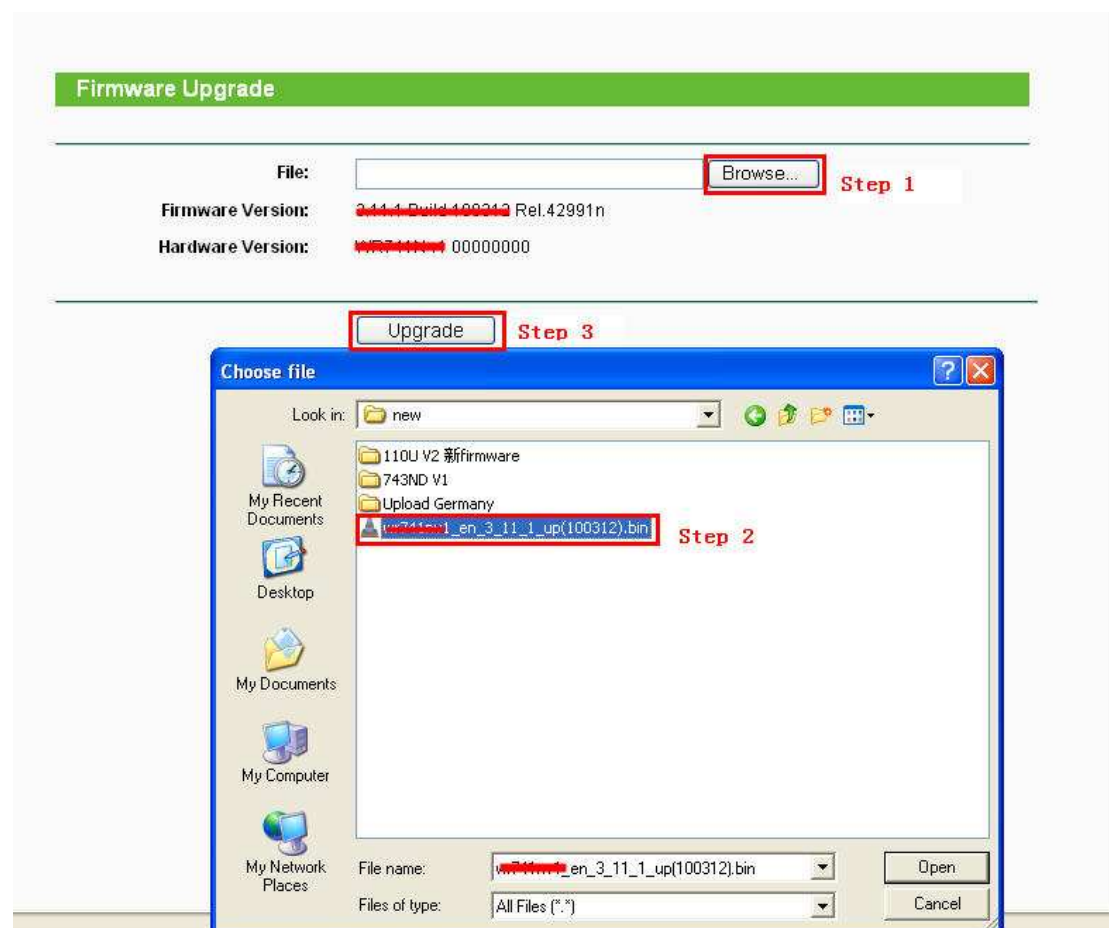 Firmware Upgrade
File:
Browse...
Step 1
Firmware Version: Rel.42991n
Hardware Version: 00000000
Upgrade
Step 3
Choose file
Look in: new
110U V2 新firmware
743ND V1
Upload Germany
_en_3_11_1_up(100312).bin
Step 2
My Recent
Documents
Desktop
My Documents
My Computer
My Network
Places
File name: _en_3_11_1_up(100312).bin
Open
Files of type: All Files (*.*)
Cancel